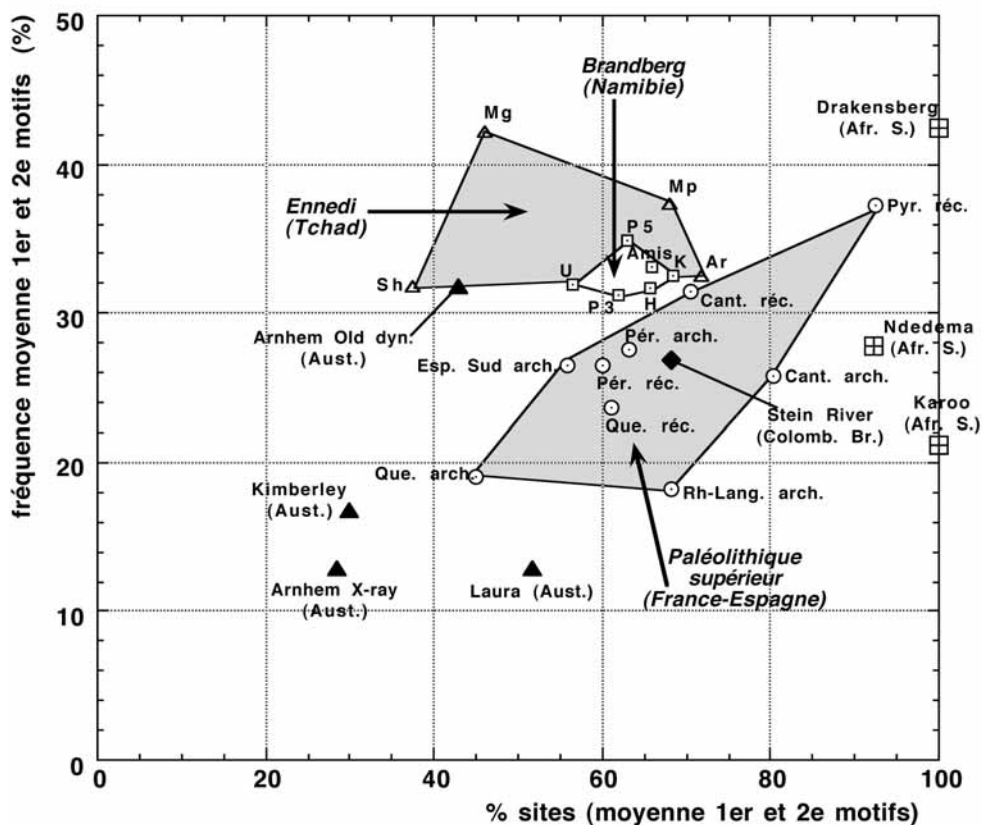 fréquence moyenne 1er et 2e motifs (%)
50
40
30
20
10
0
Brandberg
(Namibie)
Drakensberg
(Afr. S.)
Mg
Ennedi
(Tchad)
Mp
Pyr. réc.
P5
Amis
K
Ar
U
Sh
P3
H
Cant. réc.
Arnhem Old dyn.
(Aust.)
Ndedema
(Afr. S.)
Pér. arch.
Esp. Sud arch.
Pér. réc.
Cant. arch.
Que. réc.
Stein River
(Colomb. Br.)
Karoo
(Afr. S.)
Que. arch.
Rh-Lang. arch.
Kimberley
(Aust.)
Paléolithique
supérieur
(France-Espagne)
Arnhem X-ray
(Aust.)
Laura (Aust.)
0 20 40 60 80 100
% sites (moyenne 1er et 2e motifs)